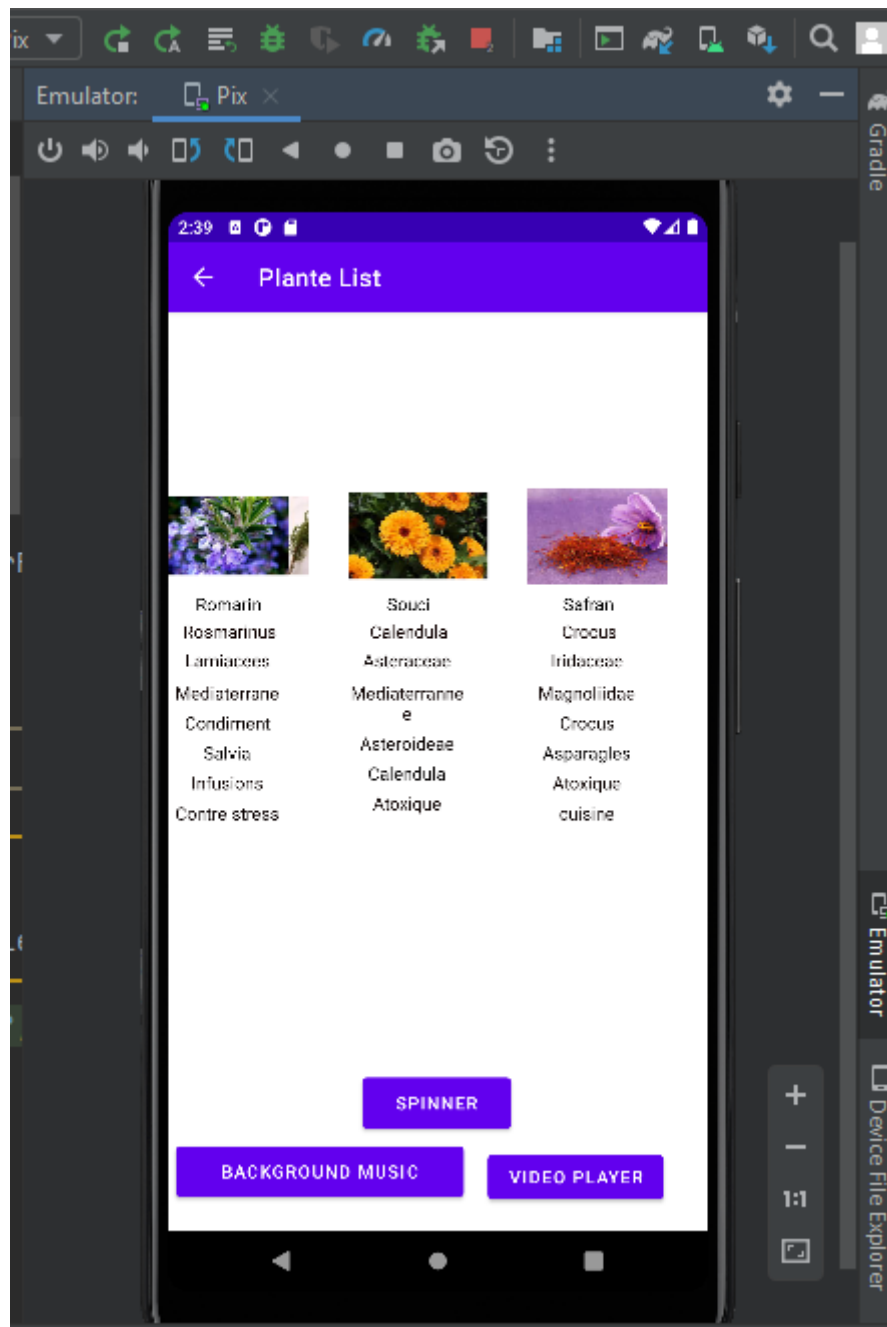 ix
Emulator:
Pix
Gradle
2:39
Plante List
Romarin
Souci
Safran
Rosmarinus
Calendula
Crocus
Lamiacees
Asteraceae
Iridaceae
Mediaterrane
Mediaterranne
e
Magnoliidae
Condiment
Asteroideae
Crocus
Salvia
Calendula
Asparagles
Infusions
Atoxique
Atoxique
Contre stress
cuisine
Emulator
SPINNER
BACKGROUND MUSIC
VIDEO PLAYER
1:1
Device File Explorer